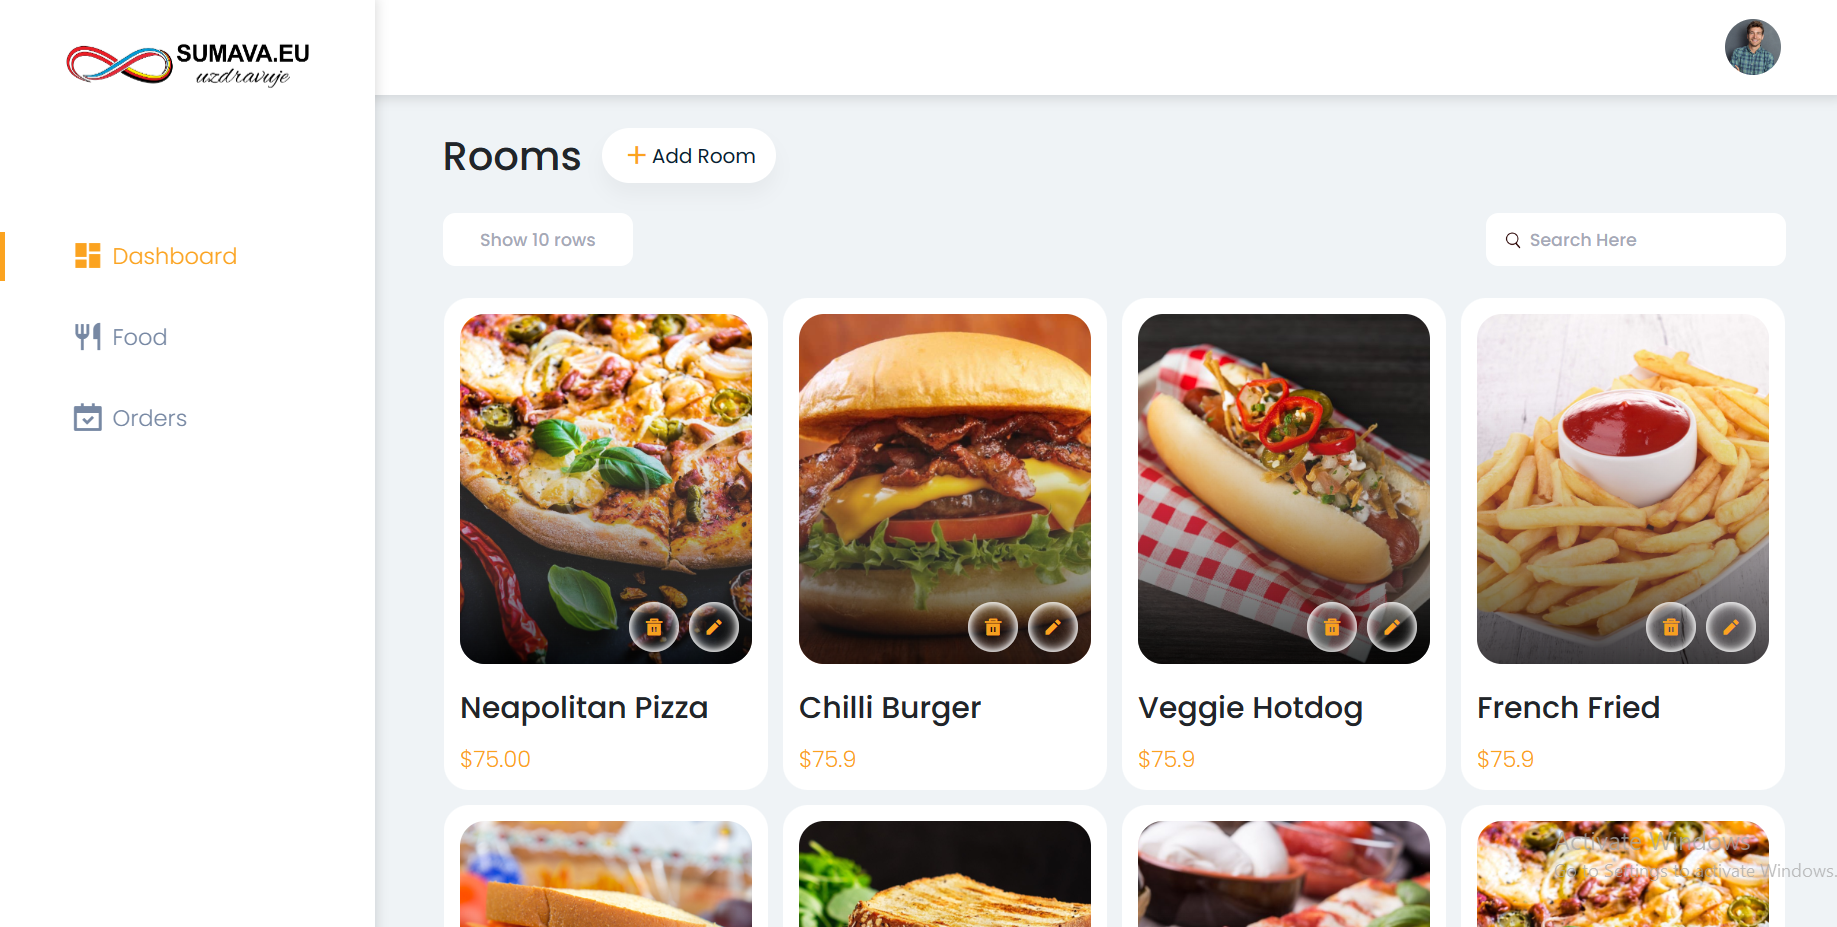 SUMAVA.EU
uzdravuje
Dashboard
Food
Orders
Rooms
Add Room
Show 10 rows
Search Here
Neapolitan Pizza
$75.00
Chilli Burger
$75.9
Veggie Hotdog
$75.9
French Fried
$75.9
Activate Windows
Go to Settings to activate Windows.